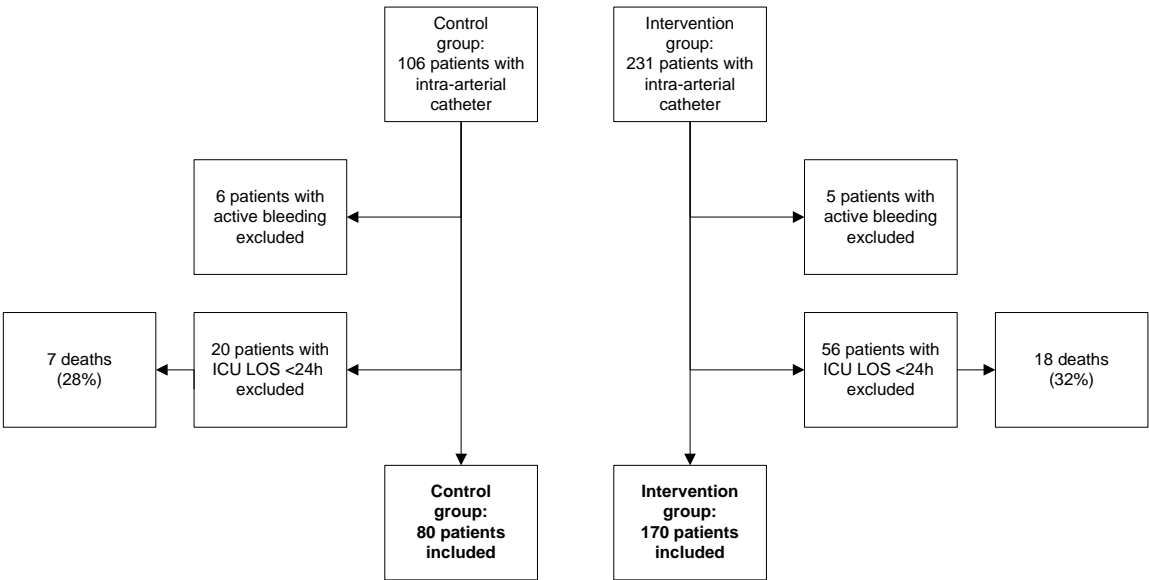 Control
group:
106 patients with
intra-arterial
catheter
Intervention
group:
231 patients with
intra-arterial
catheter
6 patients with
active bleeding
excluded
5 patients with
active bleeding
excluded
7 deaths
(28%)
20 patients with
ICU LOS <24h
excluded
56 patients with
ICU LOS <24h
excluded
18 deaths
(32%)
Control
group:
80 patients
included
Intervention
group:
170 patients
included